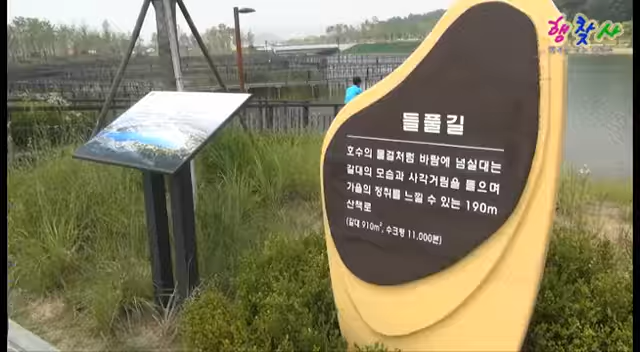 행찾사
들풀길
호수의 물결처럼 바람에 넘실대는
갈대의 모습과 사각거림을 들으며
가을의 정취를 느낄 수 있는 190m
산책로
(갈대 910m², 수크령 11,000본)